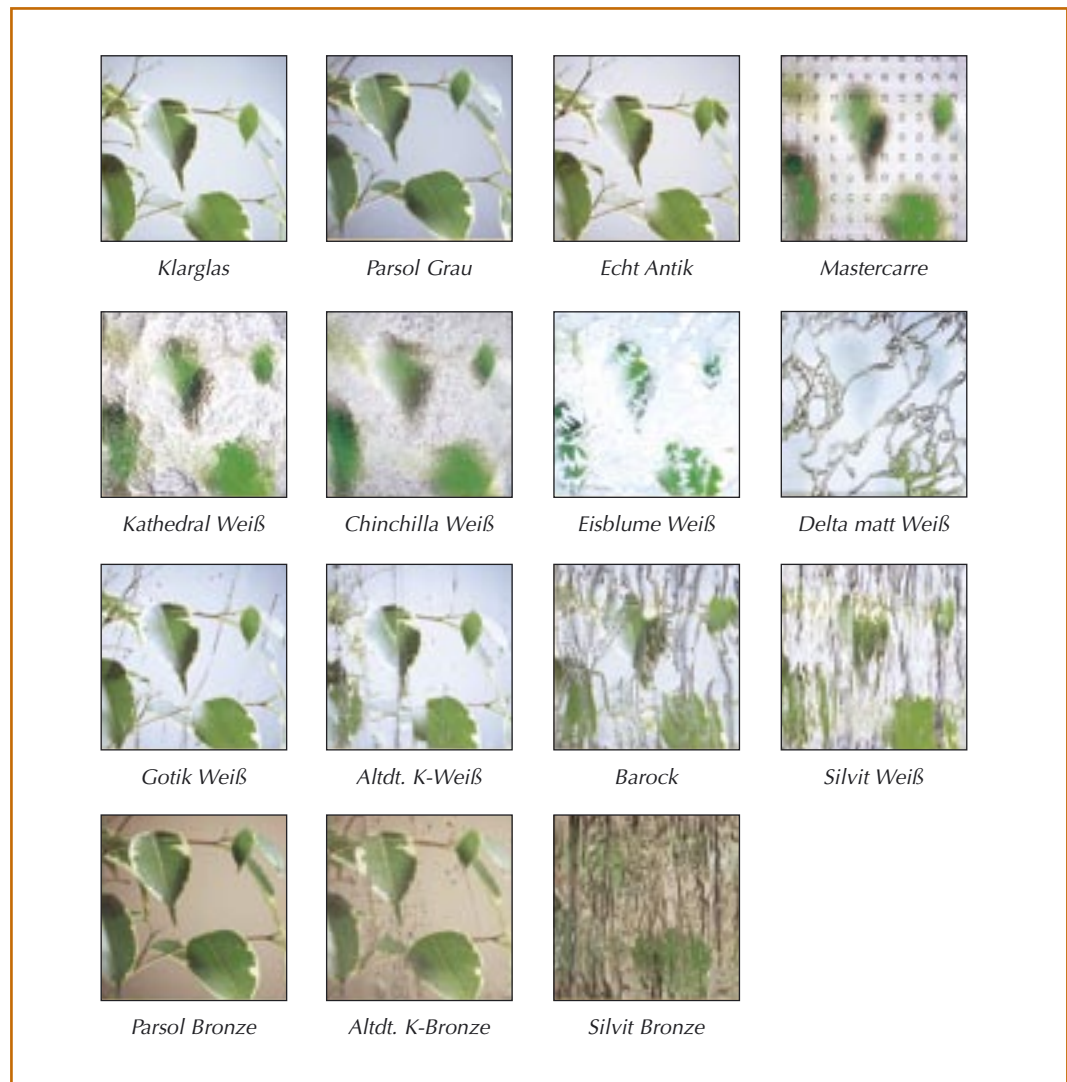 Klarglas
Parsol Grau
Echt Antik
Mastercarre
Kathedral Weiß
Chinchilla Weiß
Eisblume Weiß
Delta matt Weiß
Gotik Weiß
Altdt. K-Weiß
Barock
Silvit Weiß
Parsol Bronze
Altdt. K-Bronze
Silvit Bronze